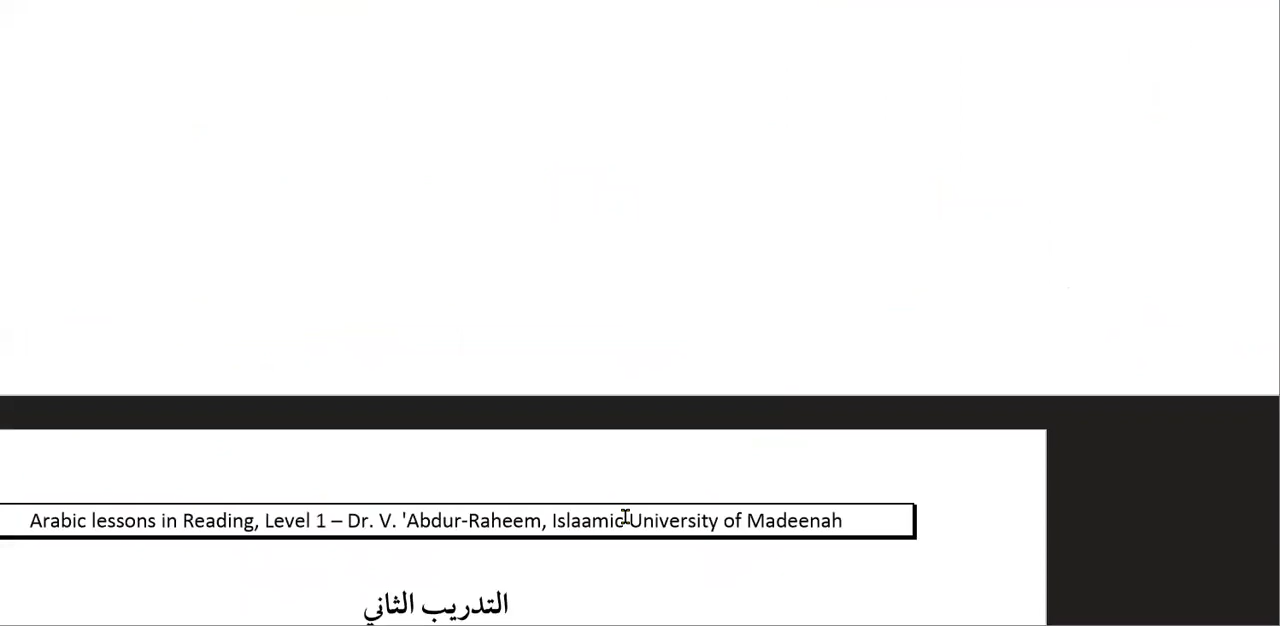 Arabic lessons in Reading, Level 1 – Dr. V. 'Abdur-Raheem, Islaamic University of Madeenah
التدريب الثاني